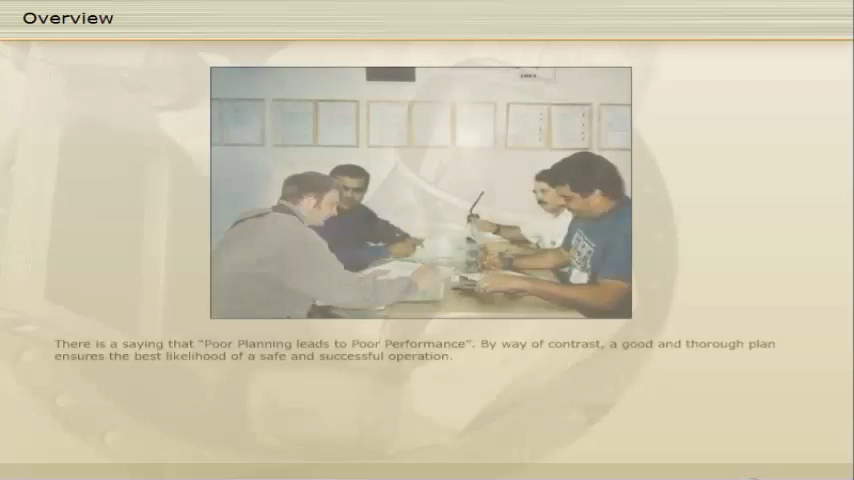 Overview
There is a saying that "Poor Planning leads to Poor Performance". By way of contrast, a good and thorough plan
ensures the best likelihood of a safe and successful operation.